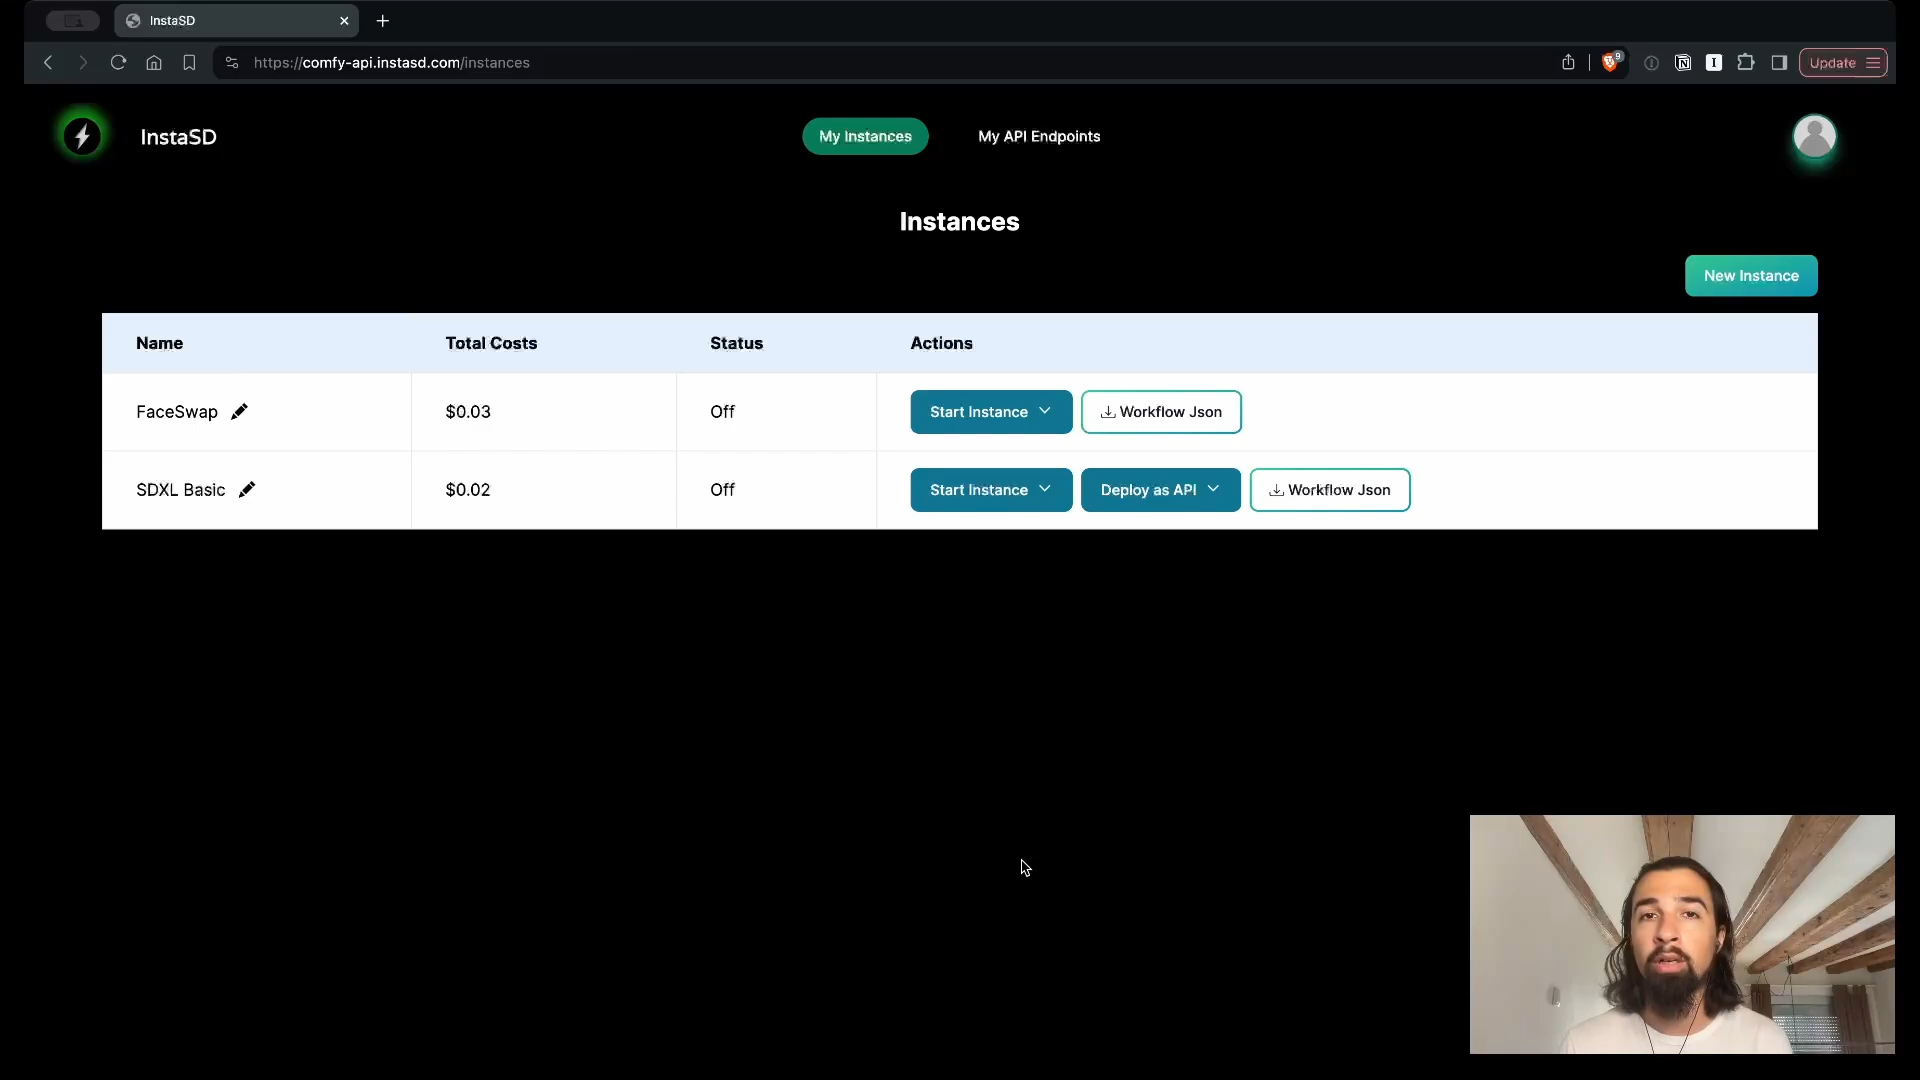 InstaSD
https://comfy-api.instasd.com/instances
9
Update
InstaSD
My Instances
My API Endpoints
Instances
New Instance
Name Total Costs Status Actions
FaceSwap $0.03 Off Start Instance Workflow Json
SDXL Basic $0.02 Off Start Instance Deploy as API Workflow Json